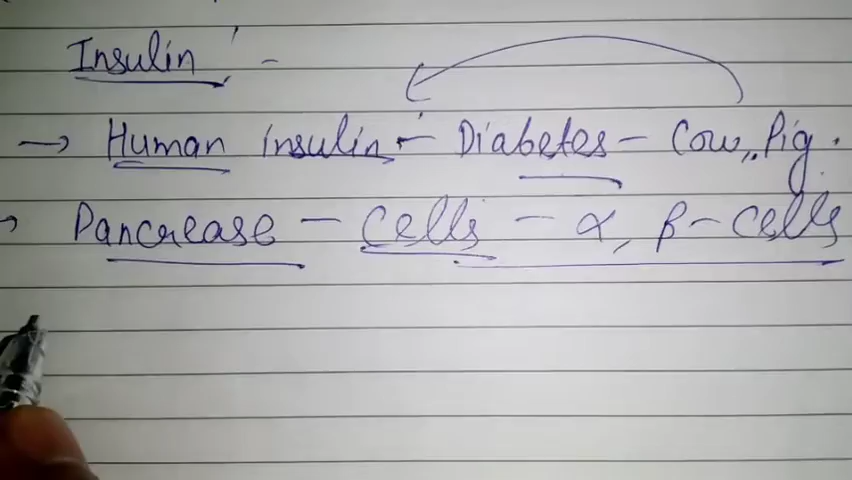 Insulin -
→ Human insulin - Diabetes - Cow, Pig.
→ Pancrease - Cells - α, β - Cells